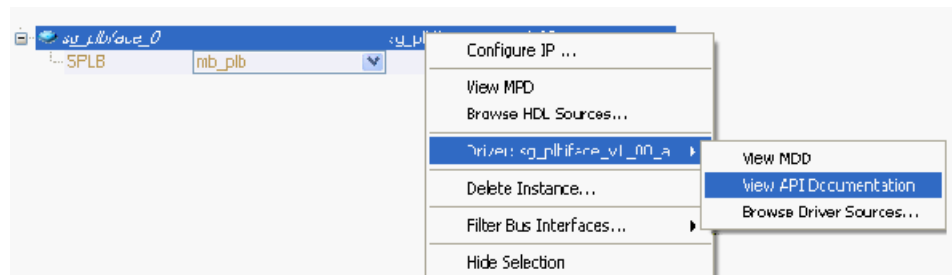 sg_plbiface_0
Configure IP ...
SPLB mb_plb
View MPD
Browse HDL Sources...
Driver: sg_plbiface_v1_00_a
View MDD
View API Documentation
Delete Instance...
Browse Driver Sources...
Filter Bus Interfaces...
Hide Selection